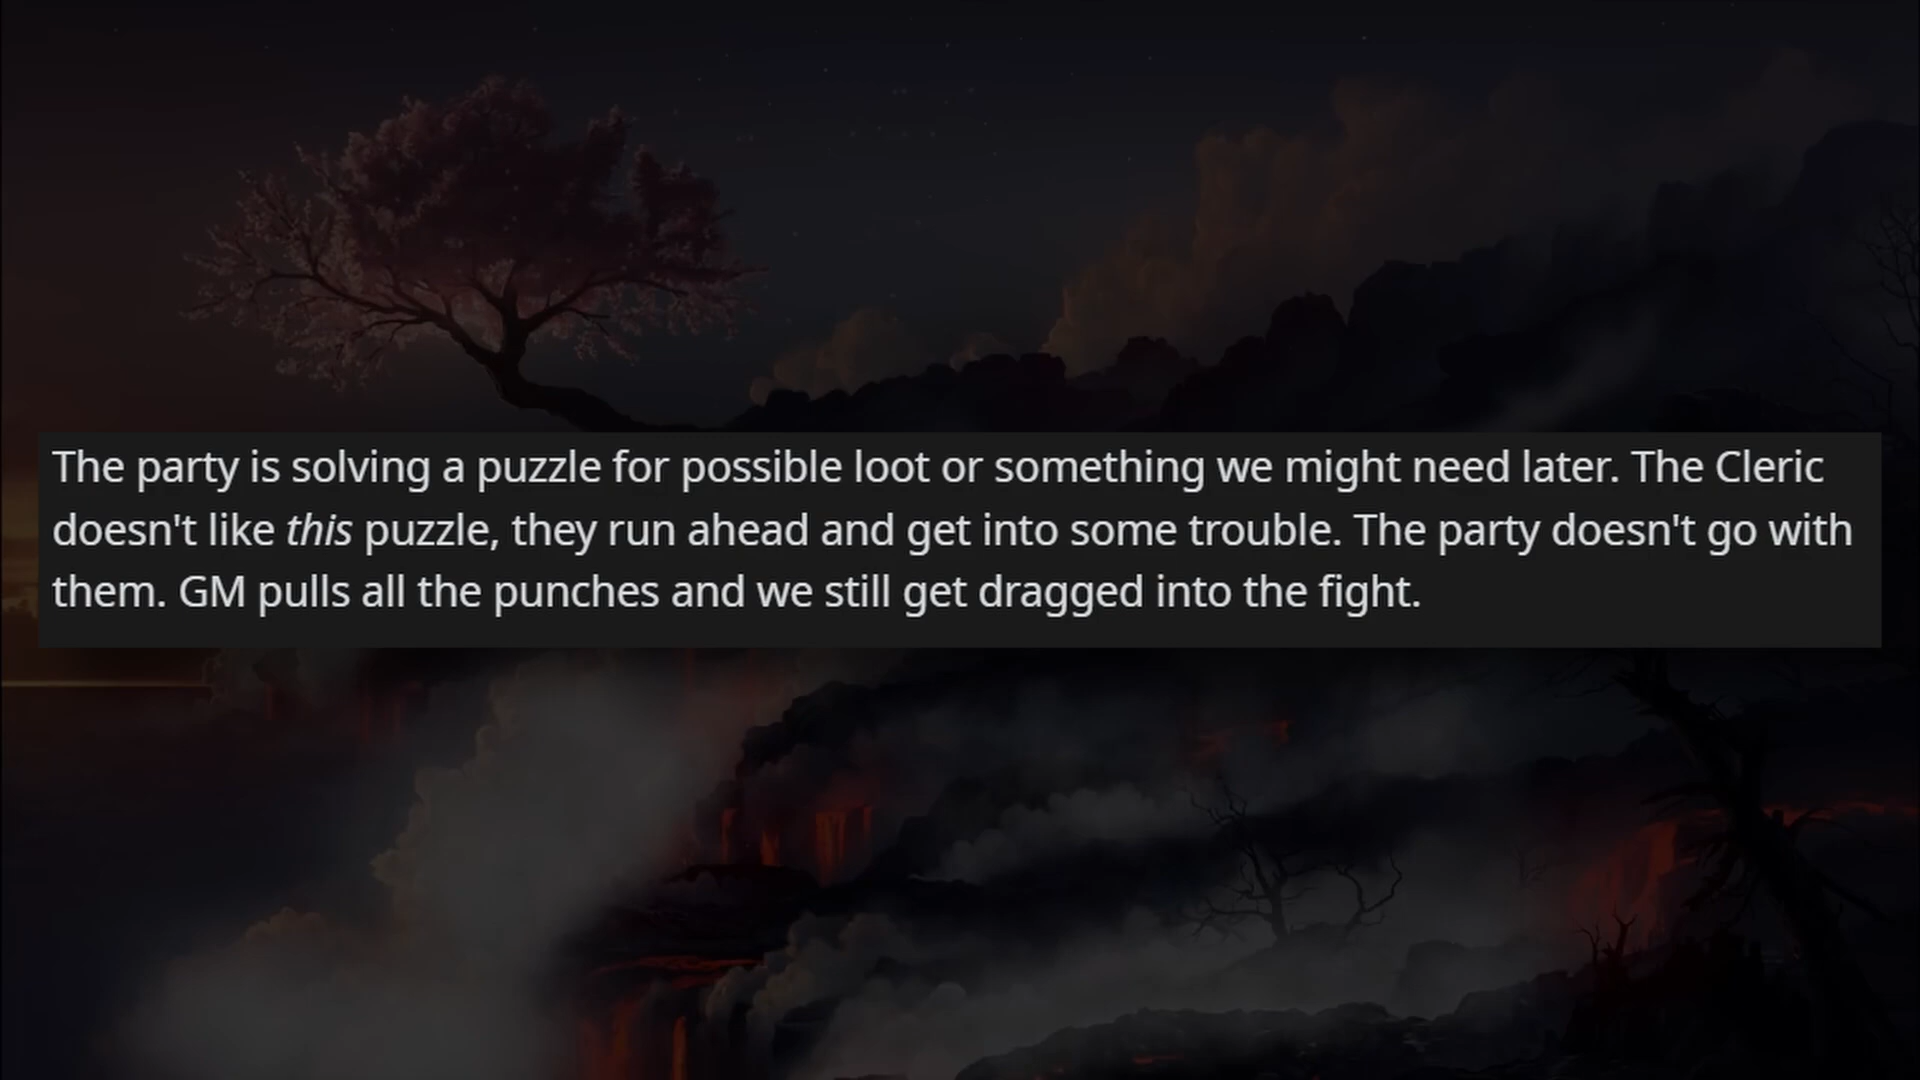 The party is solving a puzzle for possible loot or something we might need later. The Cleric
doesn't like this puzzle, they run ahead and get into some trouble. The party doesn't go with
them. GM pulls all the punches and we still get dragged into the fight.